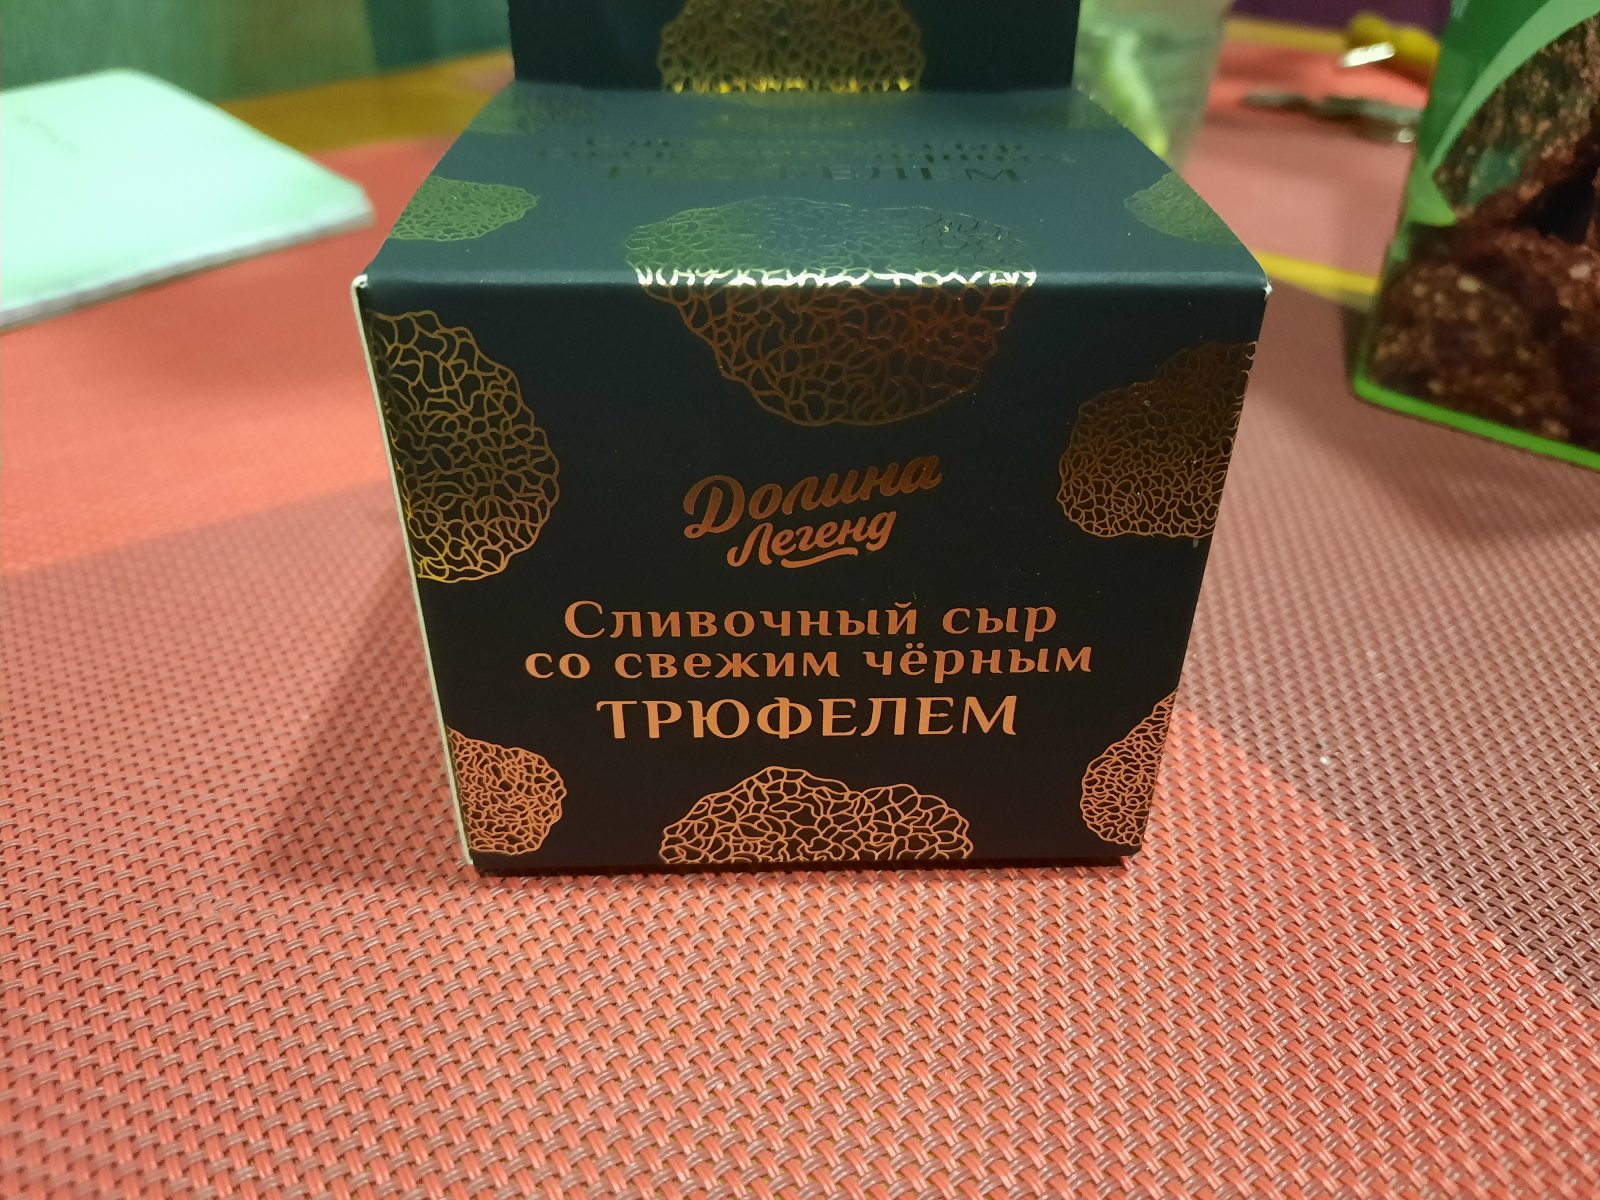 Долина
Легенд
Сливочный сыр
со свежим чёрным
ТРЮФЕЛЕМ